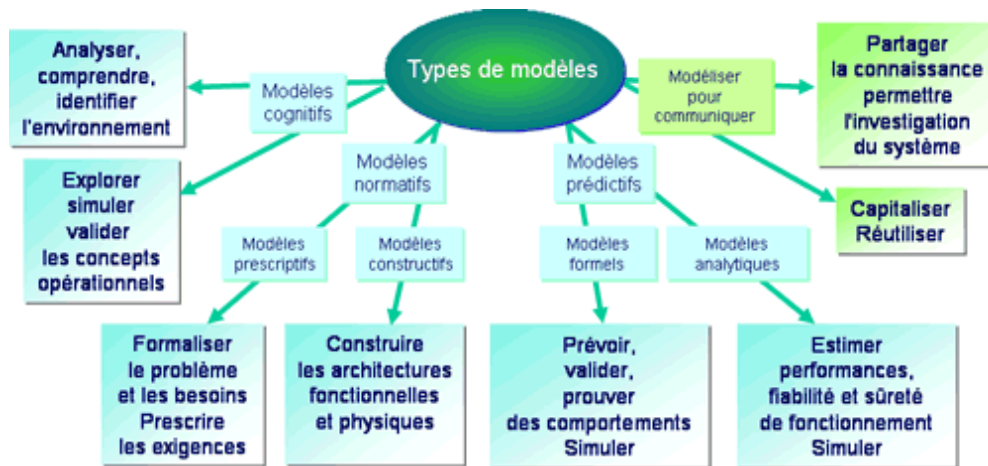 Types de modèles
Analyser,
comprendre,
identifier
l'environnement
Modèles
cognitifs
Modéliser
pour
communiquer
Partager
la connaissance
permettre
l'investigation
du système
Explorer
simuler
valider
les concepts
opérationnels
Modèles
normatifs
Modèles
prédictifs
Capitaliser
Réutiliser
Modèles
prescriptifs
Modèles
constructifs
Modèles
formels
Modèles
analytiques
Formaliser
le problème
et les besoins
Prescrire
les exigences
Construire
les architectures
fonctionnelles
et physiques
Prévoir,
valider,
prouver
des comportements
Simuler
Estimer
performances,
fiabilité et sûreté
de fonctionnement
Simuler